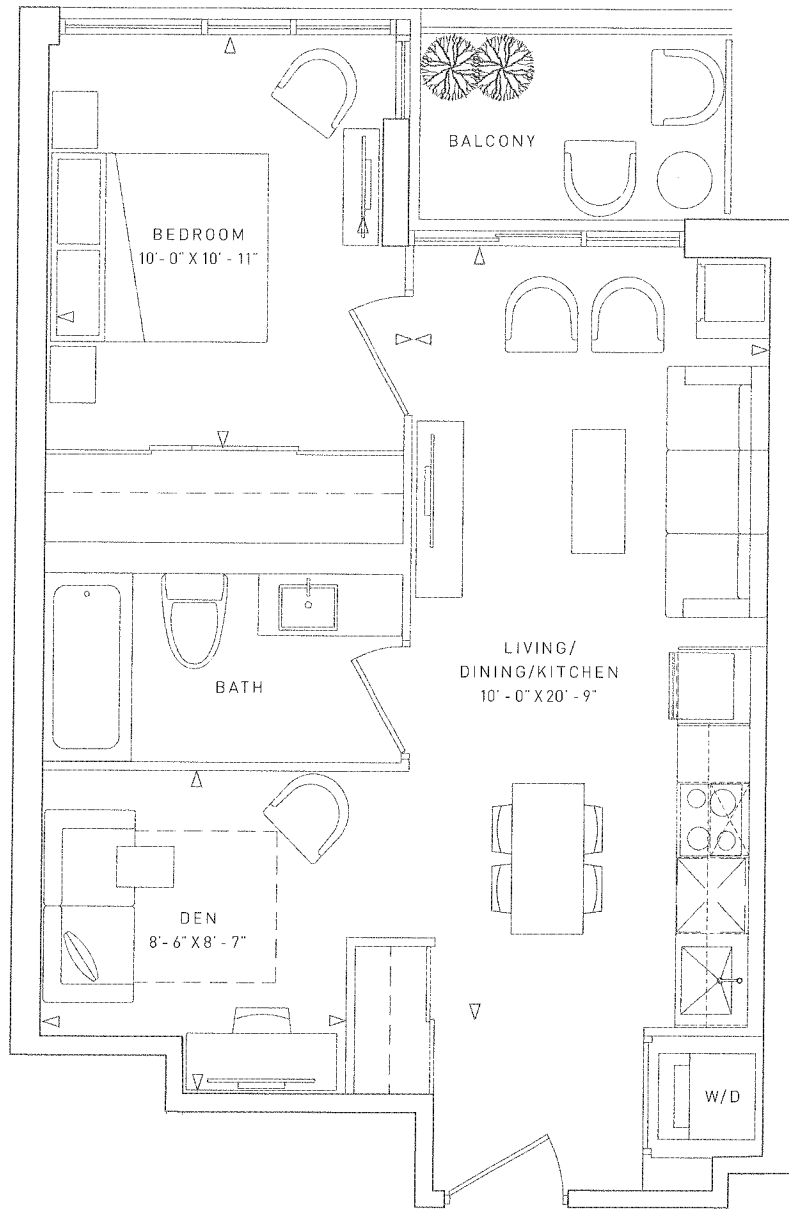 BALCONY
BEDROOM
10'-0" X 10'-11"
LIVING/
DINING/KITCHEN
10'-0" X 20'-9"
BATH
DEN
8'-6" X 8'-7"
W/D